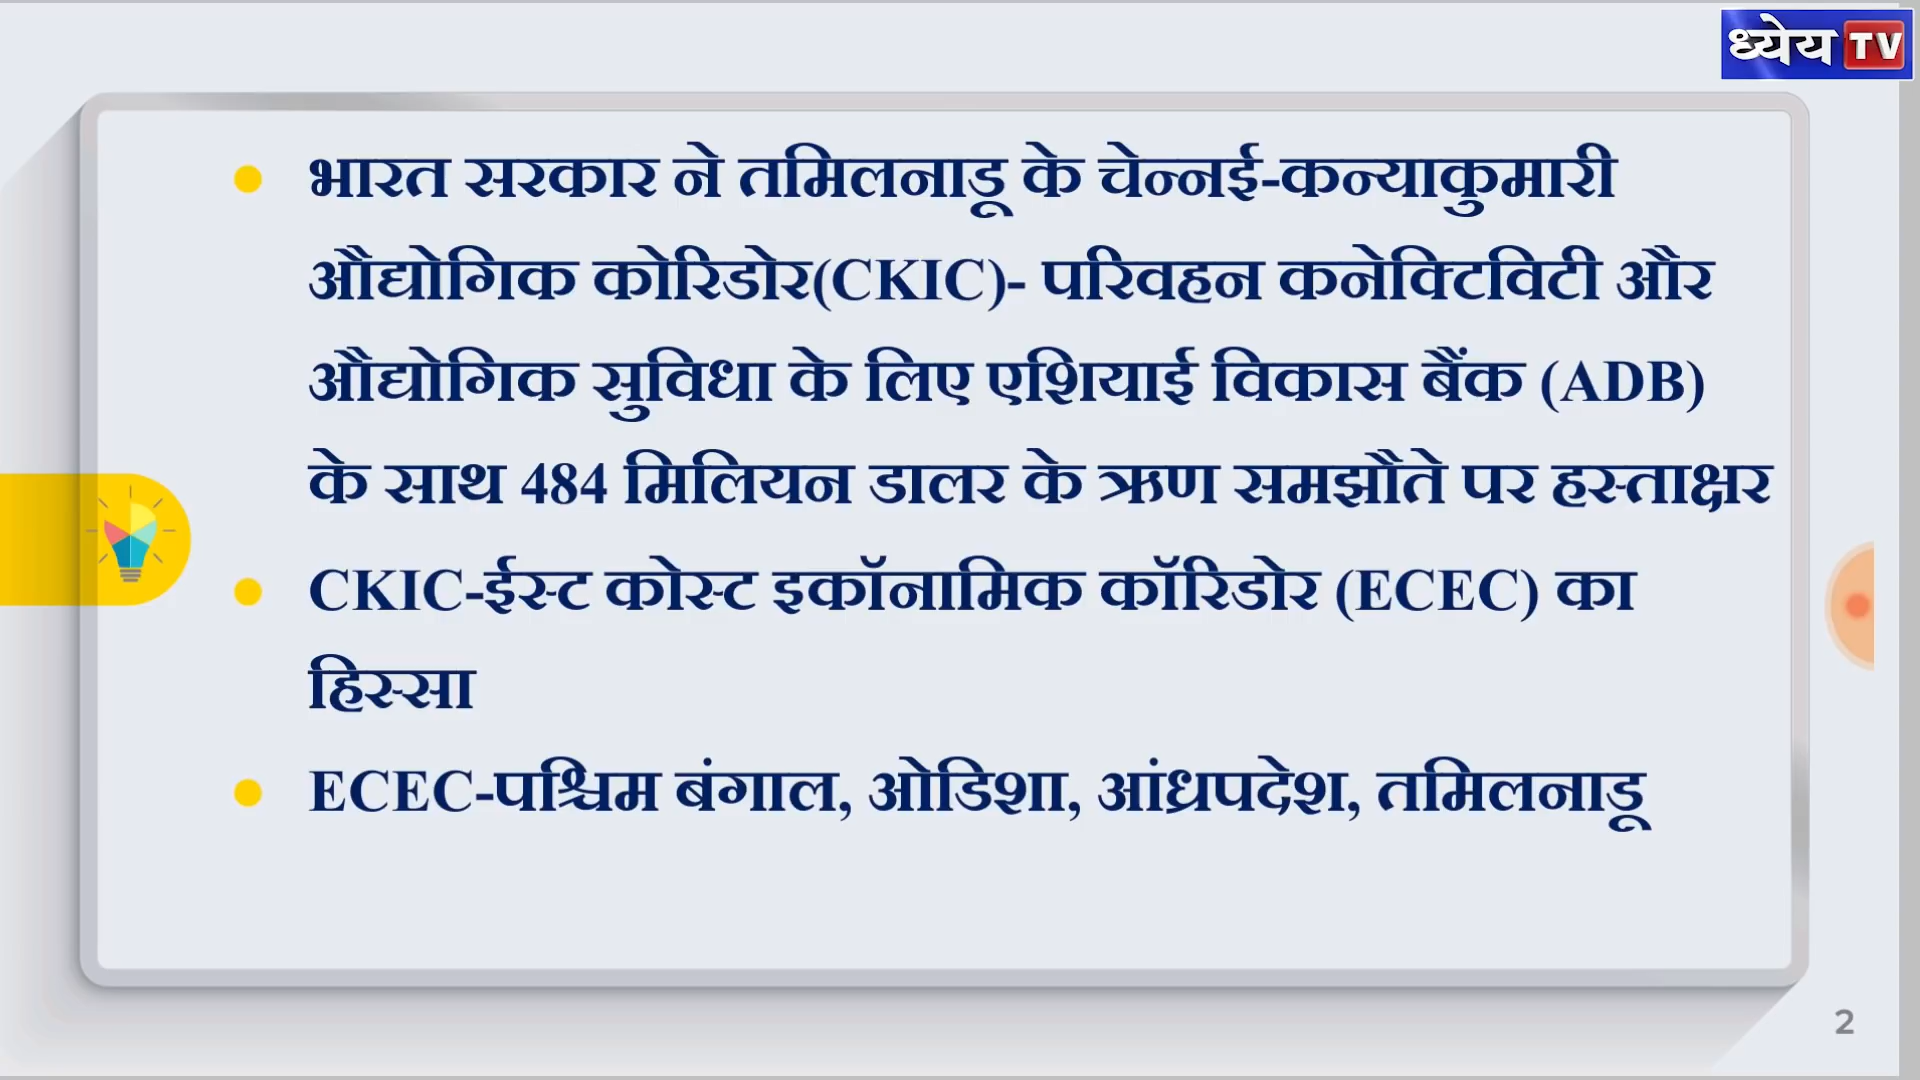 ध्येय TV
भारत सरकार ने तमिलनाडू के चेन्नई-कन्याकुमारी
औद्योगिक कोरिडोर(CKIC)- परिवहन कनेक्टिविटी और
औद्योगिक सुविधा के लिए एशियाई विकास बैंक (ADB)
के साथ 484 मिलियन डालर के ऋण समझौते पर हस्ताक्षर
CKIC-ईस्ट कोस्ट इकॉनामिक कॉरिडोर (ECEC) का
हिस्सा
ECEC-पश्चिम बंगाल, ओडिशा, आंध्रपदेश, तमिलनाडू
2